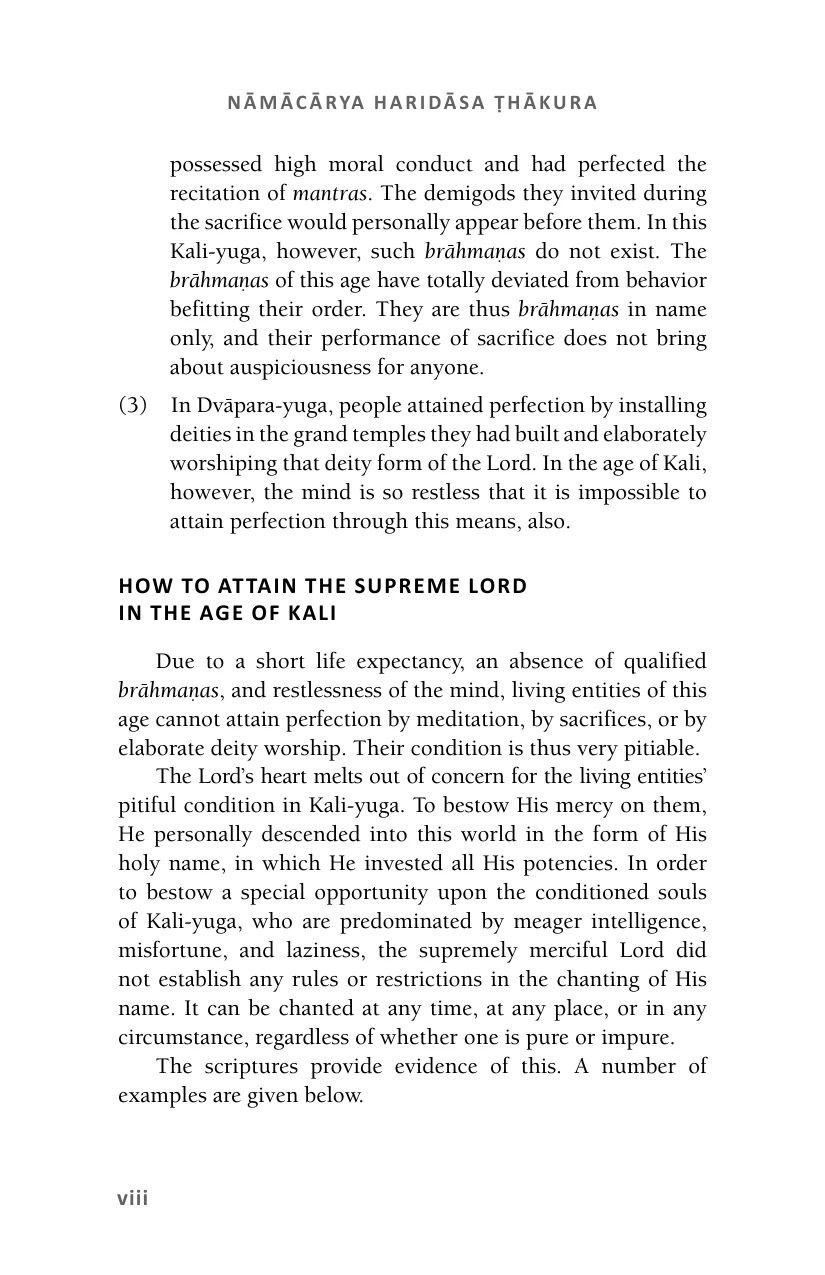 NĀMĀCĀRYA HARIDĀSA ṬHĀKURA
possessed high moral conduct and had perfected the
recitation of mantras. The demigods they invited during
the sacrifice would personally appear before them. In this
Kali-yuga, however, such brāhmaṇas do not exist. The
brāhmaṇas of this age have totally deviated from behavior
befitting their order. They are thus brāhmaṇas in name
only, and their performance of sacrifice does not bring
about auspiciousness for anyone.
(3) In Dvāpara-yuga, people attained perfection by installing
deities in the grand temples they had built and elaborately
worshiping that deity form of the Lord. In the age of Kali,
however, the mind is so restless that it is impossible to
attain perfection through this means, also.
HOW TO ATTAIN THE SUPREME LORD
IN THE AGE OF KALI
Due to a short life expectancy, an absence of qualified
brāhmaṇas, and restlessness of the mind, living entities of this
age cannot attain perfection by meditation, by sacrifices, or by
elaborate deity worship. Their condition is thus very pitiable.
The Lord’s heart melts out of concern for the living entities’
pitiful condition in Kali-yuga. To bestow His mercy on them,
He personally descended into this world in the form of His
holy name, in which He invested all His potencies. In order
to bestow a special opportunity upon the conditioned souls
of Kali-yuga, who are predominated by meager intelligence,
misfortune, and laziness, the supremely merciful Lord did
not establish any rules or restrictions in the chanting of His
name. It can be chanted at any time, at any place, or in any
circumstance, regardless of whether one is pure or impure.
The scriptures provide evidence of this. A number of
examples are given below.
viii